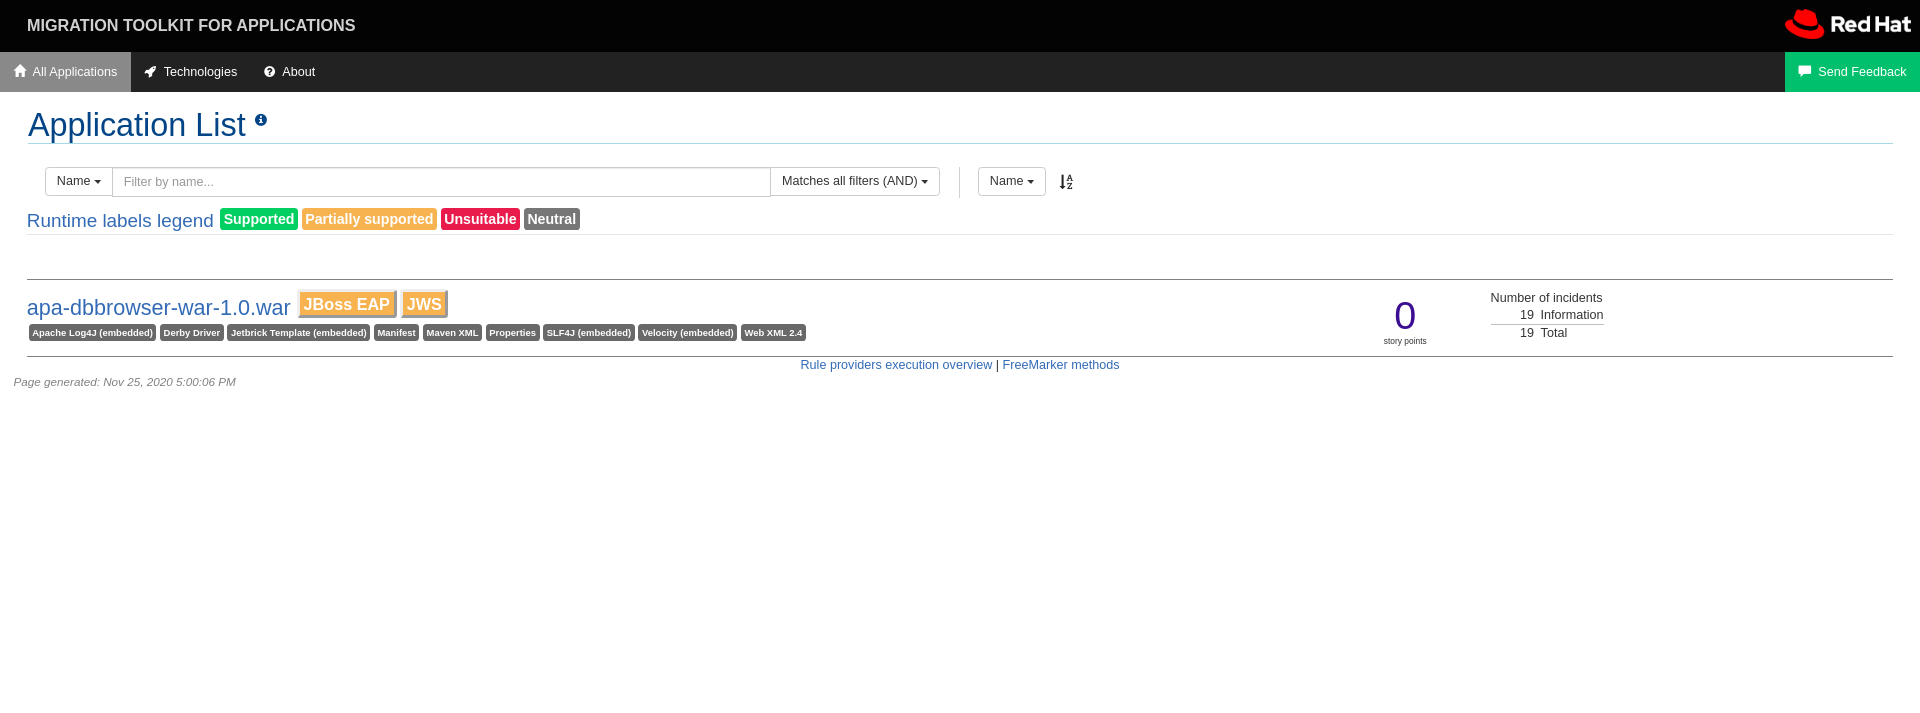 MIGRATION TOOLKIT FOR APPLICATIONS
Red Hat
All Applications Technologies About Send Feedback
Application List
Name Filter by name... Matches all filters (AND) Name
Runtime labels legend Supported Partially supported Unsuitable Neutral
apa-dbbrowser-war-1.0.war JBoss EAP JWS
Apache Log4J (embedded) Derby Driver Jetbrick Template (embedded) Manifest Maven XML Properties SLF4J (embedded) Velocity (embedded) Web XML 2.4
0
story points
Number of incidents
19 Information
19 Total
Rule providers execution overview | FreeMarker methods
Page generated: Nov 25, 2020 5:00:06 PM